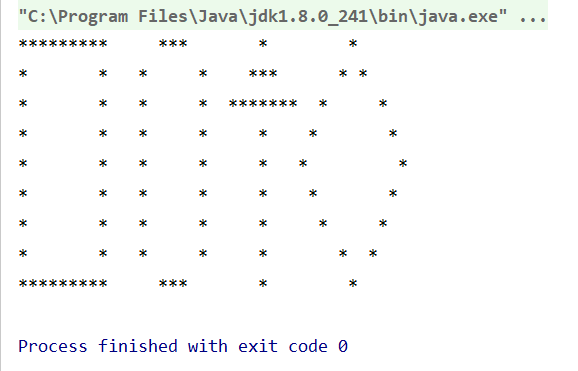 "C:\Program Files\Java\jdk1.8.0_241\bin\java.exe" ...
*********     ***       *        *
*       *   *     *    ***      * *
*       *   *     *  *******  *     *
*       *   *     *     *    *       *
*       *   *     *     *   *         *
*       *   *     *     *    *       *
*       *   *     *     *     *     *
*       *   *     *     *       *  *
*********     ***       *        *
Process finished with exit code 0